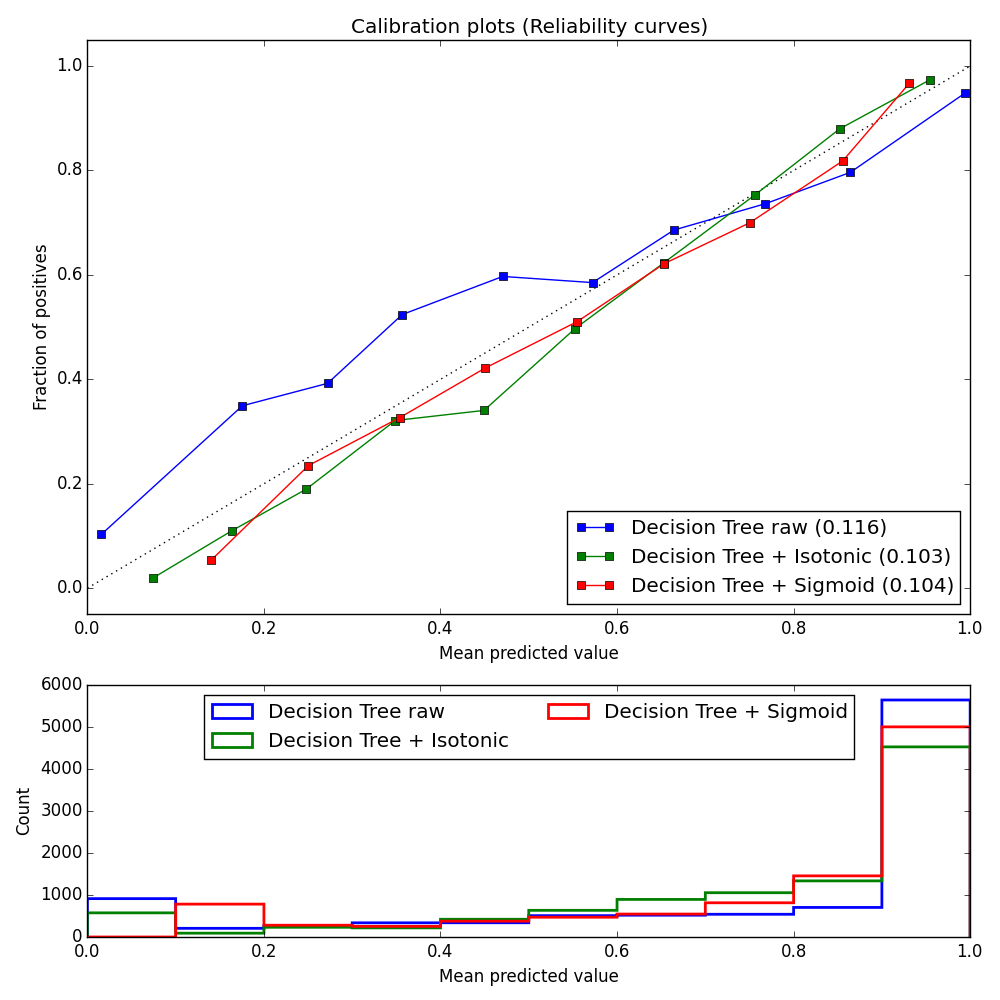 Calibration plots (Reliability curves)
1.0
0.8
0.6
0.4
0.2
0.0
Fraction of positives
Decision Tree raw (0.116)
Decision Tree + Isotonic (0.103)
Decision Tree + Sigmoid (0.104)
0.0 0.2 0.4 0.6 0.8 1.0
Mean predicted value
6000
5000
4000
3000
2000
1000
0
Count
Decision Tree raw
Decision Tree + Isotonic
Decision Tree + Sigmoid
0.0 0.2 0.4 0.6 0.8 1.0
Mean predicted value